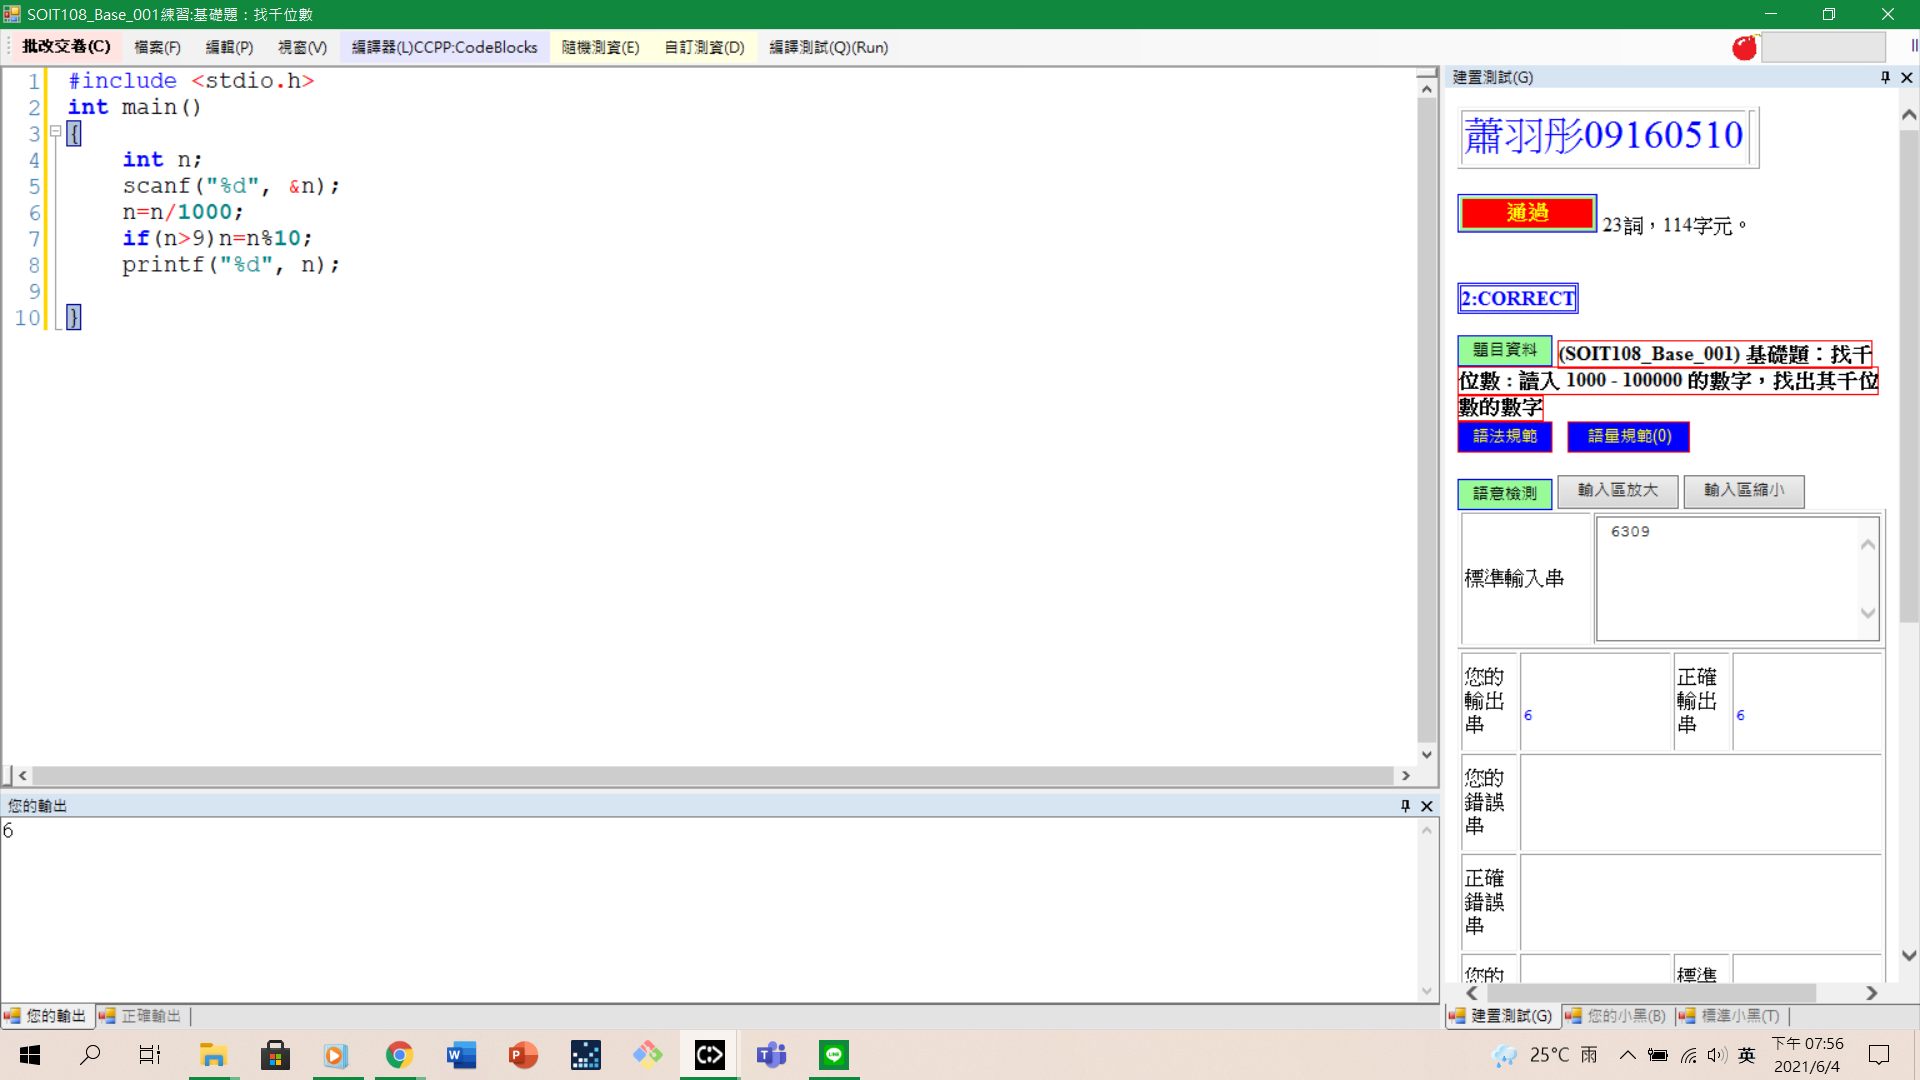 SOIT108_Base_001練習:基礎題：找千位數
批改交卷(C) 檔案(F) 編輯(P) 視窗(V) 編譯器(L)CCPP:CodeBlocks 隨機測資(E) 自訂測資(D) 編譯測試(Q)(Run)
1 #include <stdio.h>
2 int main()
3 {
4 int n;
5 scanf("%d", &n);
6 n=n/1000;
7 if(n>9)n=n%10;
8 printf("%d", n);
9
10 }
您的輸出
6
您的輸出 正確輸出
建置測試(G)
蕭羽彤09160510
通過 23詞，114字元。
2:CORRECT
題目資料 (SOIT108_Base_001) 基礎題：找千
位數：讀入 1000 - 100000 的數字，找出其千位
數的數字
語法規範 語量規範(0)
語意檢測 輸入區放大 輸入區縮小
標準輸入串 6309
您的
輸出
串
6
正確
輸出
串
6
您的
錯誤
串
正確
錯誤
串
您的 標準
建置測試(G) 您的小黑(B) 標準小黑(T)
25°C 雨 英 下午 07:56
2021/6/4